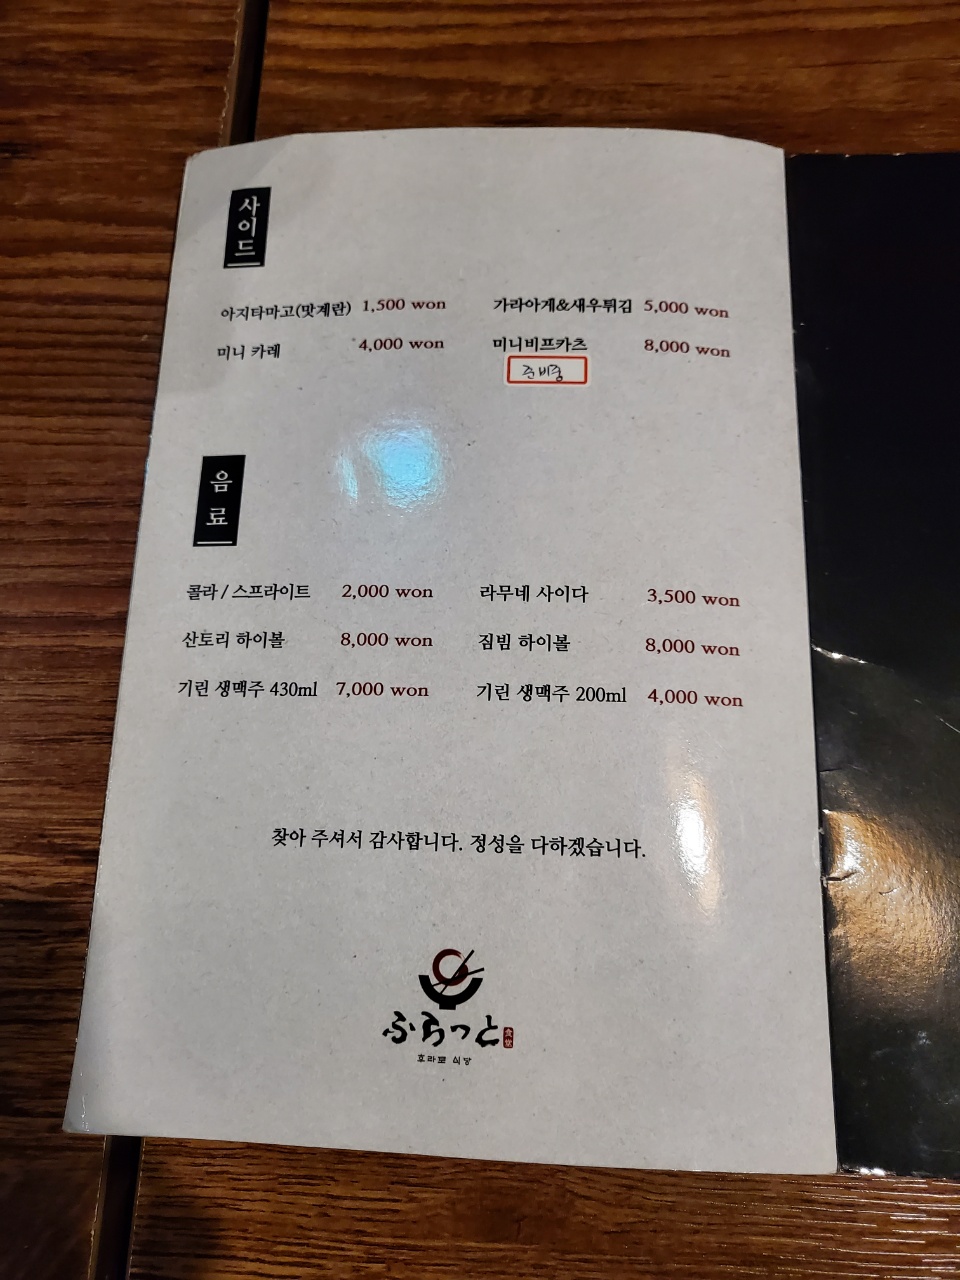 사이드
아지타마고(맛계란) 1,500 won 가라아게&새우튀김 5,000 won
미니 카레 4,000 won 미니비프카츠 8,000 won
준비중
음료
콜라 / 스프라이트 2,000 won 라무네 사이다 3,500 won
산토리 하이볼 8,000 won 짐빔 하이볼 8,000 won
기린 생맥주 430ml 7,000 won 기린 생맥주 200ml 4,000 won
찾아 주셔서 감사합니다. 정성을 다하겠습니다.
ふらっと 食堂
후라토 식당